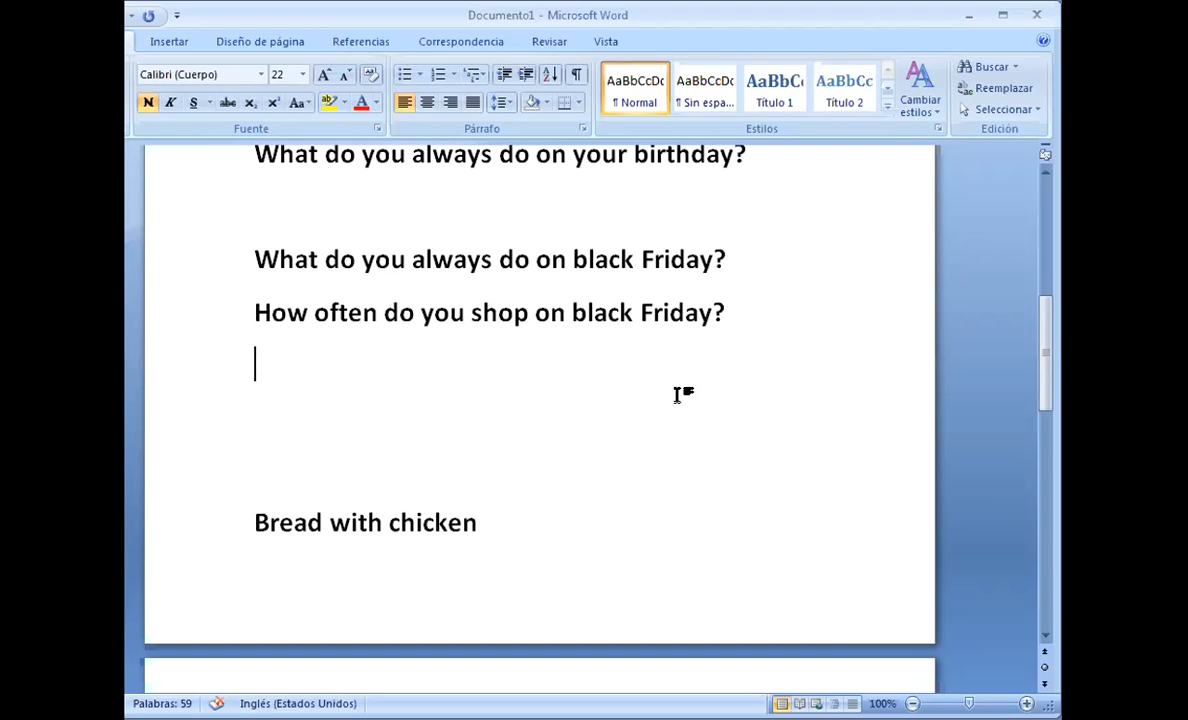 Documento1 - Microsoft Word
Insertar Diseño de página Referencias Correspondencia Revisar Vista
Calibri (Cuerpo) 22 Buscar
AaBbCcDc AaBbCcDc AaBbC AaBbCc
N K S abc X₂ X² Aa A ¶ Normal ¶ Sin espa... Título 1 Título 2 Cambiar estilos Reemplazar
Seleccionar
Fuente Párrafo Estilos Edición
What do you always do on your birthday?
What do you always do on black Friday?
How often do you shop on black Friday?
Bread with chicken
Palabras: 59 Inglés (Estados Unidos) 100%